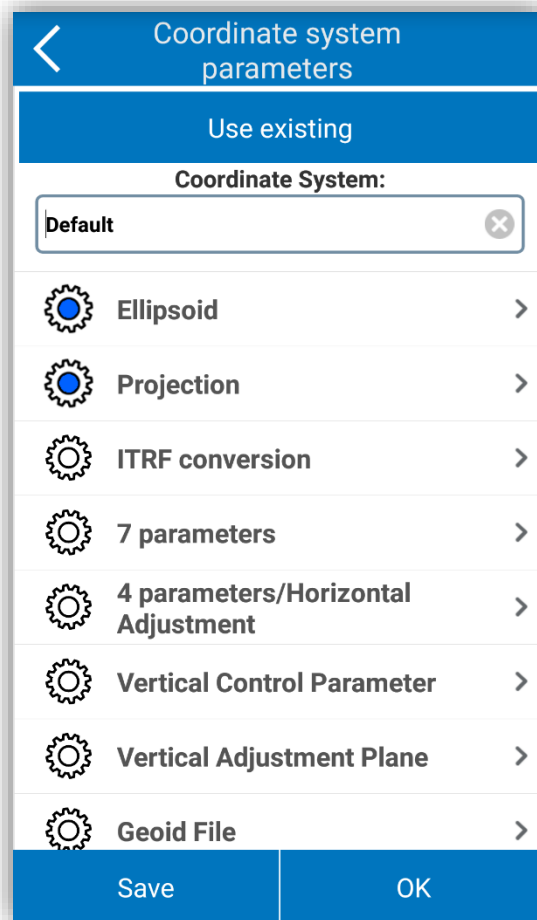 Coordinate system
parameters
Use existing
Coordinate System:
Default
Ellipsoid
Projection
ITRF conversion
7 parameters
4 parameters/Horizontal
Adjustment
Vertical Control Parameter
Vertical Adjustment Plane
Geoid File
Save
OK